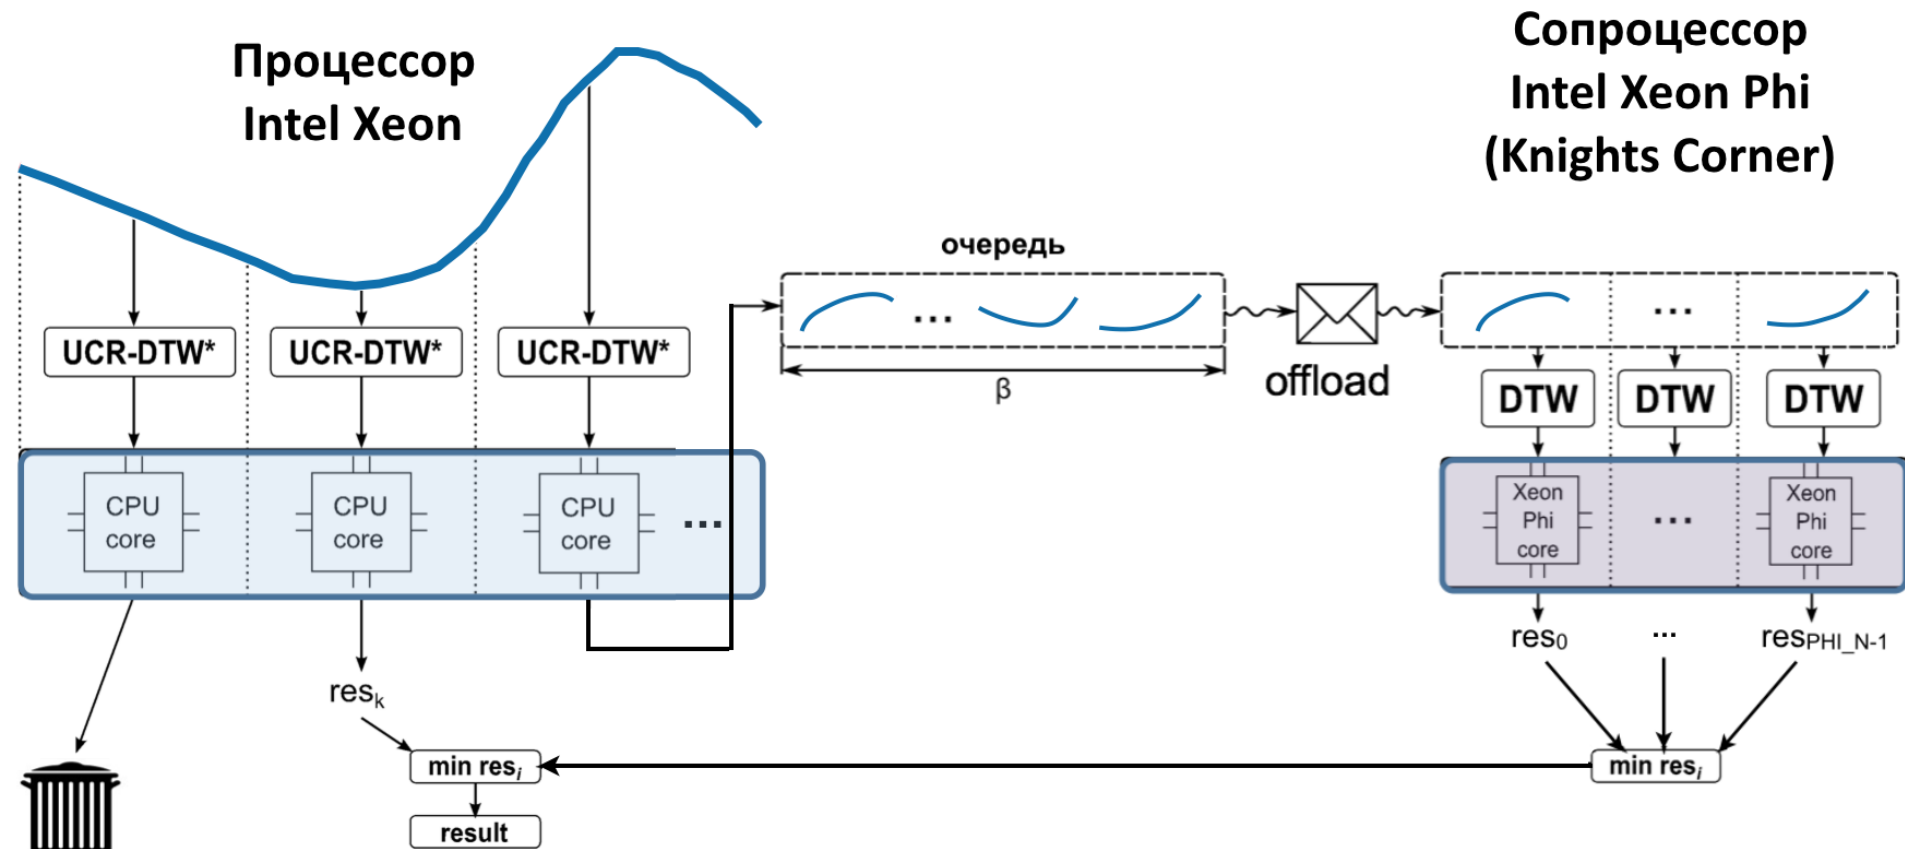 Процессор
Intel Xeon
Сопроцессор
Intel Xeon Phi
(Knights Corner)
очередь
...
...
UCR-DTW*
UCR-DTW*
UCR-DTW*
β
offload
DTW
DTW
DTW
CPU
core
CPU
core
CPU
core
...
Xeon
Phi
core
...
Xeon
Phi
core
res0
...
resPHI_N-1
resk
min resi
min resi
result